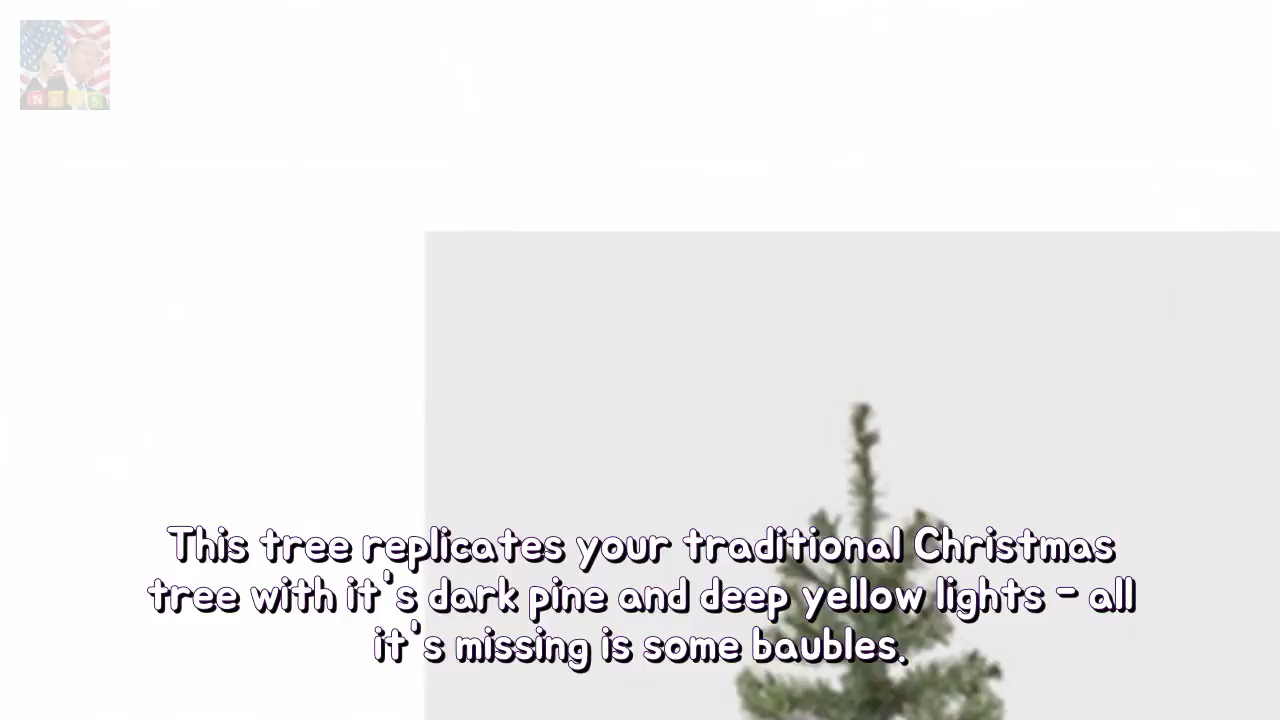 NEWS
This tree replicates your traditional Christmas
tree with it's dark pine and deep yellow lights - all
it's missing is some baubles.